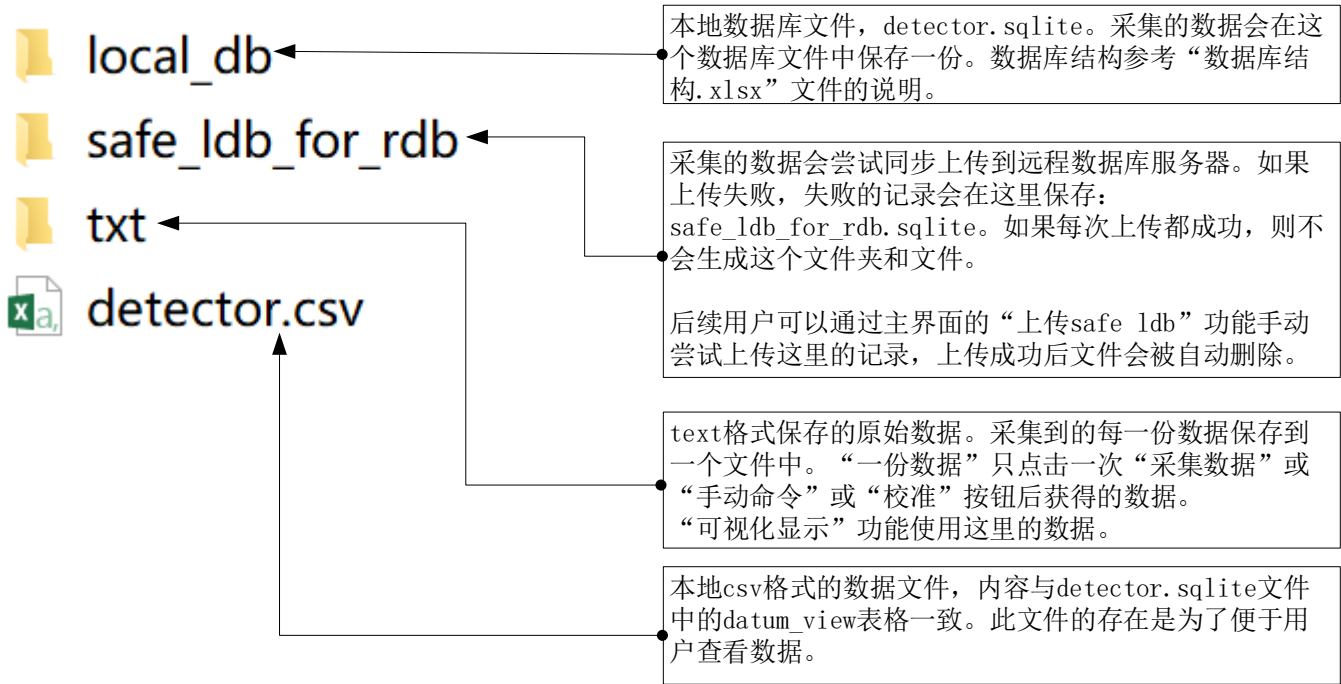 local_db
本地数据库文件，detector.sqlite。采集的数据会在这
个数据库文件中保存一份。数据库结构参考“数据库结
构.xlsx”文件的说明。
safe_ldb_for_rdb
采集的数据会尝试同步上传到远程数据库服务器。如果
上传失败，失败的记录会在这里保存：
safe_ldb_for_rdb.sqlite。如果每次上传都成功，则不
会生成这个文件夹和文件。
后续用户可以通过主界面的“上传safe ldb”功能手动
尝试上传这里的记录，上传成功后文件会被自动删除。
txt
text格式保存的原始数据。采集到的每一份数据保存到
一个文件中。“一份数据”只点击一次“采集数据”或
“手动命令”或“校准”按钮后获得的数据。
“可视化显示”功能使用这里的数据。
detector.csv
本地csv格式的数据文件，内容与detector.sqlite文件
中的datum_view表格一致。此文件的存在是为了便于用
户查看数据。